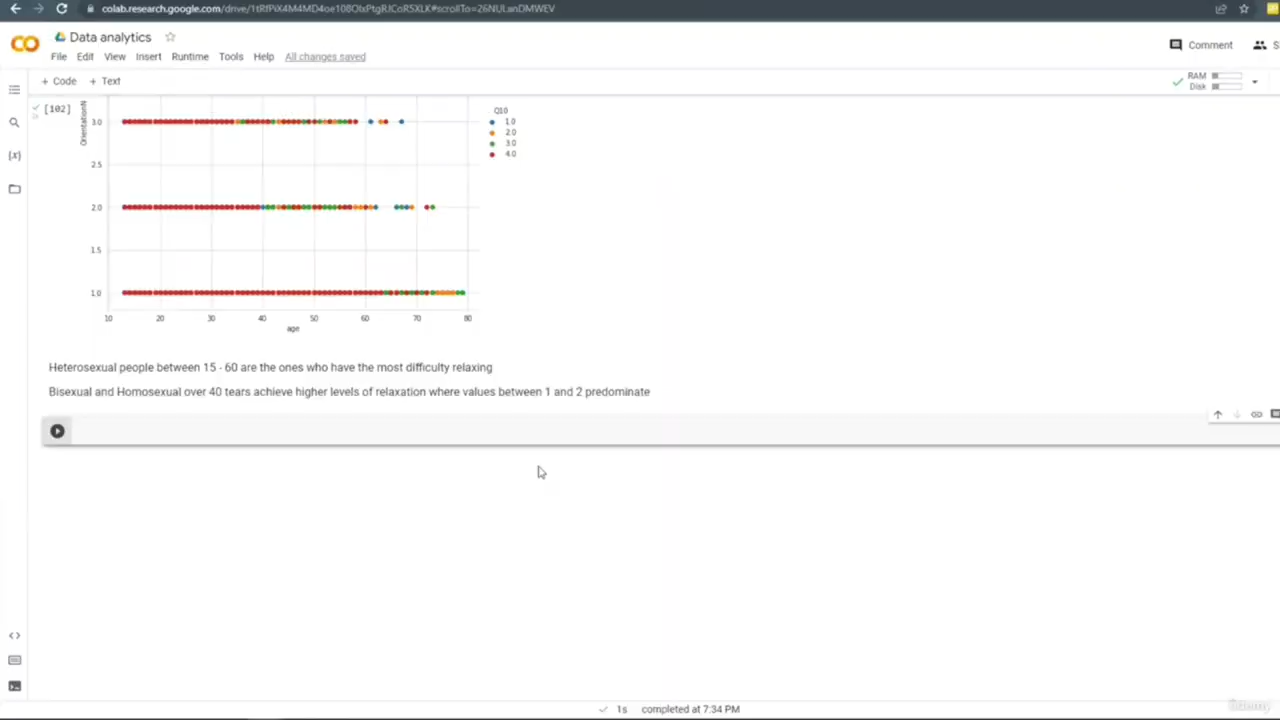 Data analytics
File Edit View Insert Runtime Tools Help All changes saved
Comment
+ Code + Text
RAM
Disk
[102]
OrientationN
3.0
2.5
2.0
1.5
1.0
10 20 30 40 50 60 70 80
age
Q10
1.0
2.0
3.0
4.0
Heterosexual people between 15 - 60 are the ones who have the most difficulty relaxing
Bisexual and Homosexual over 40 tears achieve higher levels of relaxation where values between 1 and 2 predominate
1s completed at 7:34 PM
ûdemy